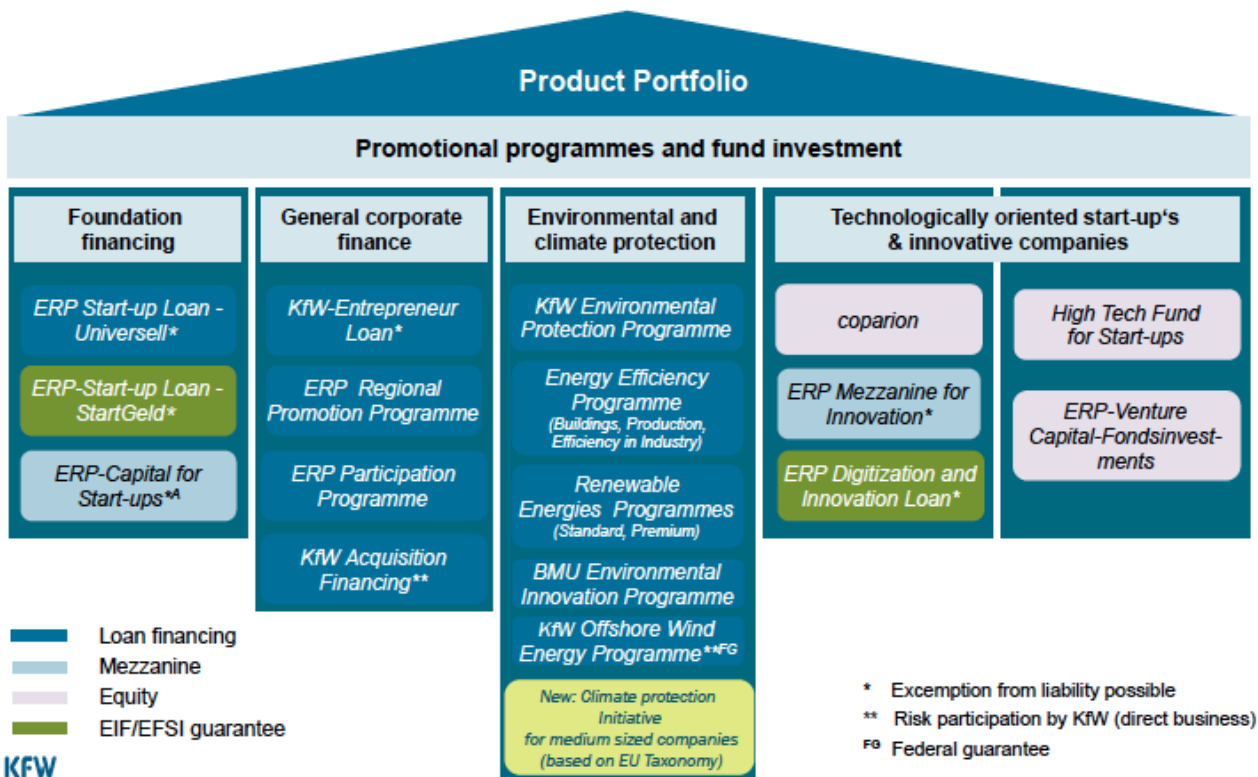 Product Portfolio
Promotional programmes and fund investment
Foundation
financing
ERP Start-up Loan -
Universell*
ERP-Start-up Loan -
StartGeld*
ERP-Capital for
Start-ups*A
General corporate
finance
KfW-Entrepreneur
Loan*
ERP Regional
Promotion Programme
ERP Participation
Programme
KfW Acquisition
Financing**
Environmental and
climate protection
KfW Environmental
Protection Programme
Energy Efficiency
Programme
(Buildings, Production,
Efficiency in Industry)
Renewable
Energies Programmes
(Standard, Premium)
BMU Environmental
Innovation Programme
KfW Offshore Wind
Energy Programme**FG
New: Climate protection
Initiative
for medium sized companies
(based on EU Taxonomy)
Technologically oriented start-up‘s
& innovative companies
coparion
ERP Mezzanine for
Innovation*
ERP Digitization and
Innovation Loan*
High Tech Fund
for Start-ups
ERP-Venture
Capital-Fondsinvest-
ments
Loan financing
Mezzanine
Equity
EIF/EFSI guarantee
* Excemption from liability possible
** Risk participation by KfW (direct business)
FG Federal guarantee
KFW